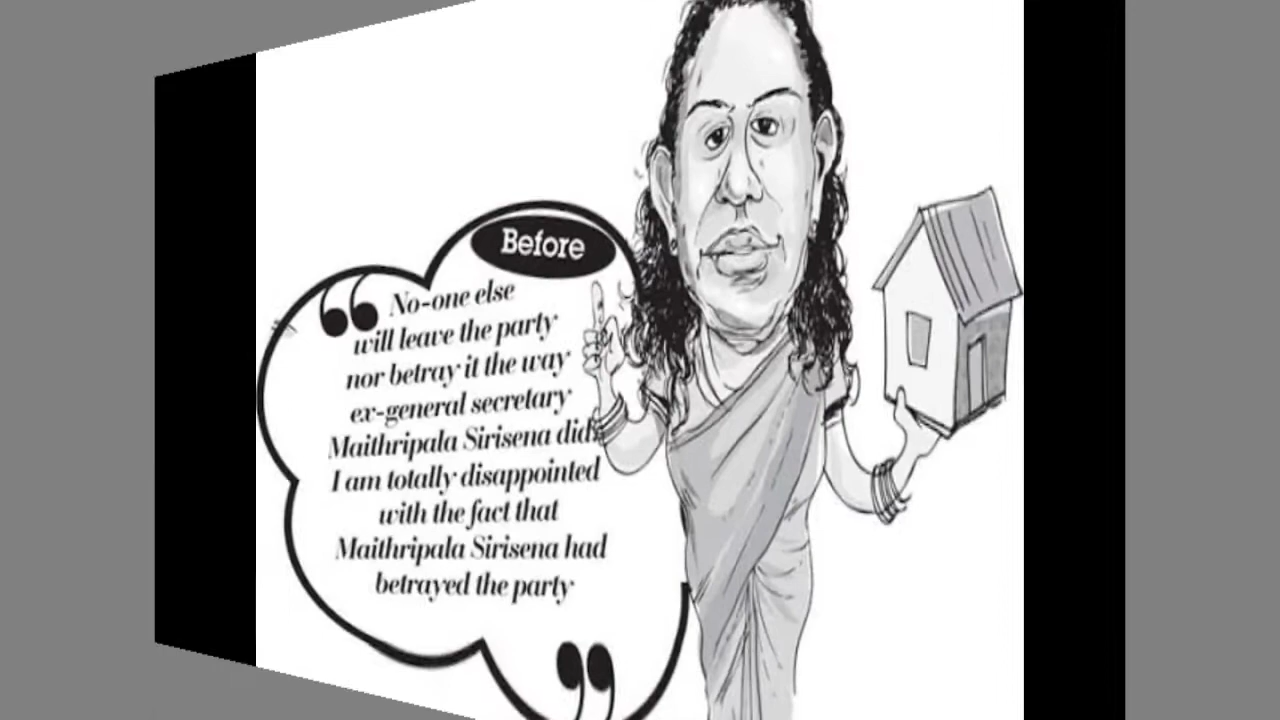 Before
“No-one else
will leave the party
nor betray it the way
ex-general secretary
Maithripala Sirisena did.
I am totally disappointed
with the fact that
Maithripala Sirisena had
betrayed the party
”